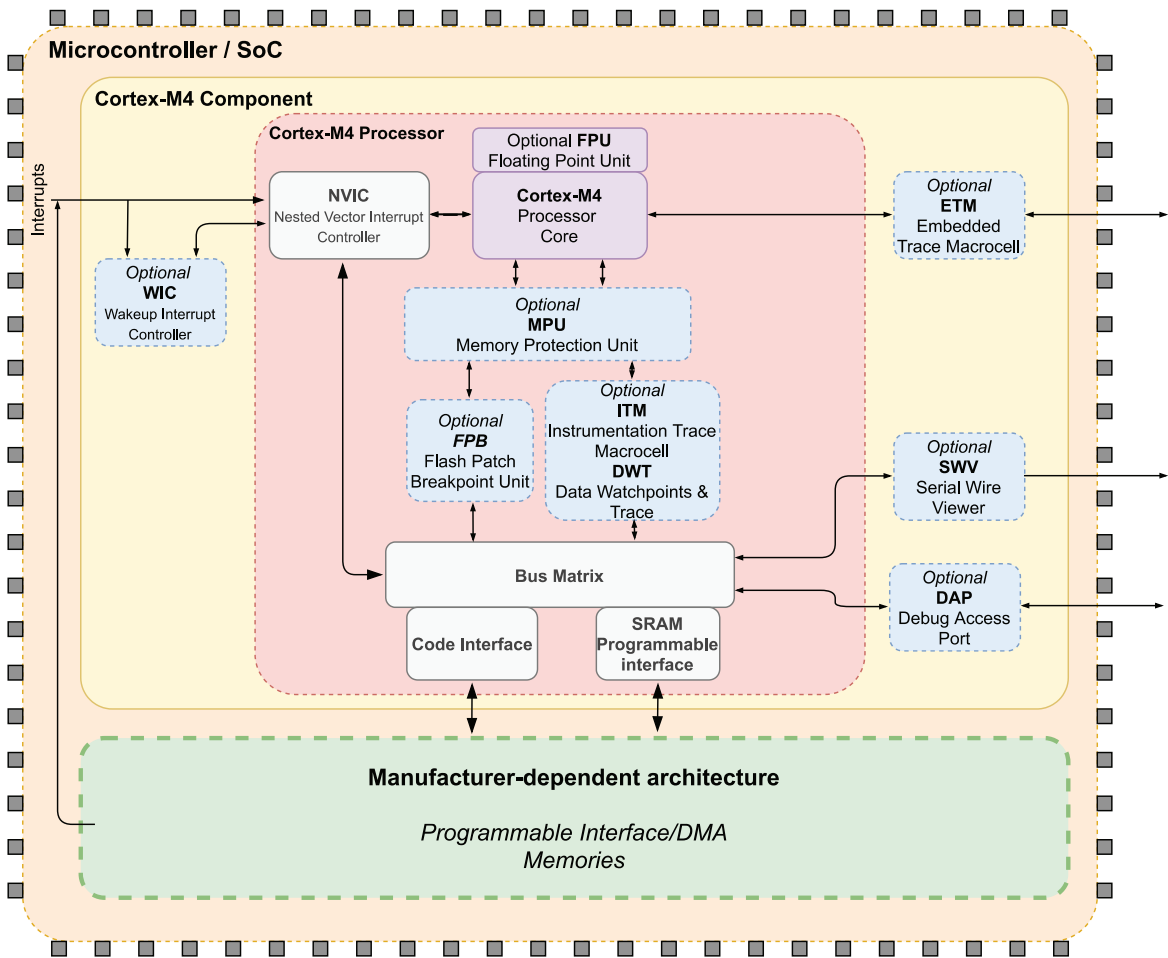 Microcontroller / SoC
Cortex-M4 Component
Cortex-M4 Processor
Optional FPU
Floating Point Unit
Interrupts
NVIC
Nested Vector Interrupt
Controller
Cortex-M4
Processor
Core
Optional
ETM
Embedded
Trace Macrocell
Optional
WIC
Wakeup Interrupt
Controller
Optional
MPU
Memory Protection Unit
Optional
FPB
Flash Patch
Breakpoint Unit
Optional
ITM
Instrumentation Trace
Macrocell
DWT
Data Watchpoints &
Trace
Optional
SWV
Serial Wire
Viewer
Bus Matrix
Optional
DAP
Debug Access
Port
Code Interface
SRAM
Programmable
interface
Manufacturer-dependent architecture
Programmable Interface/DMA
Memories